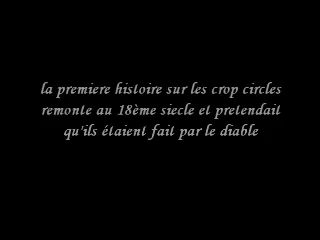 la premiere histoire sur les crop circles
remonte au 18ème siecle et pretendait
qu'ils étaient fait par le diable